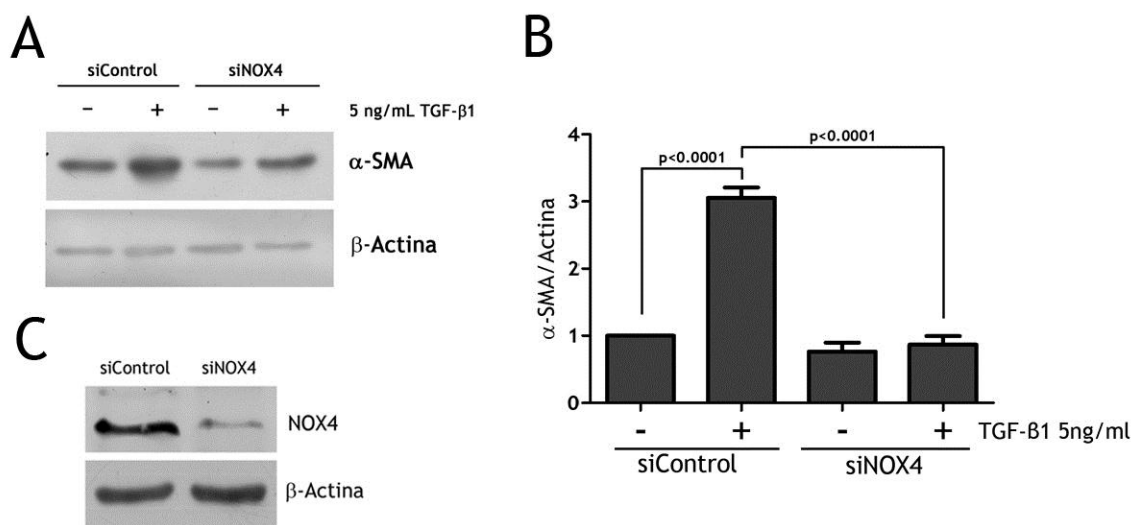 A
siControl siNOX4
- + - + 5 ng/mL TGF-β1
α-SMA
β-Actina
B
4
3
2
1
0
α-SMA/Actina
p<0.0001
p<0.0001
- + - + TGF-ß1 5ng/ml
siControl siNOX4
C
siControl siNOX4
NOX4
β-Actina